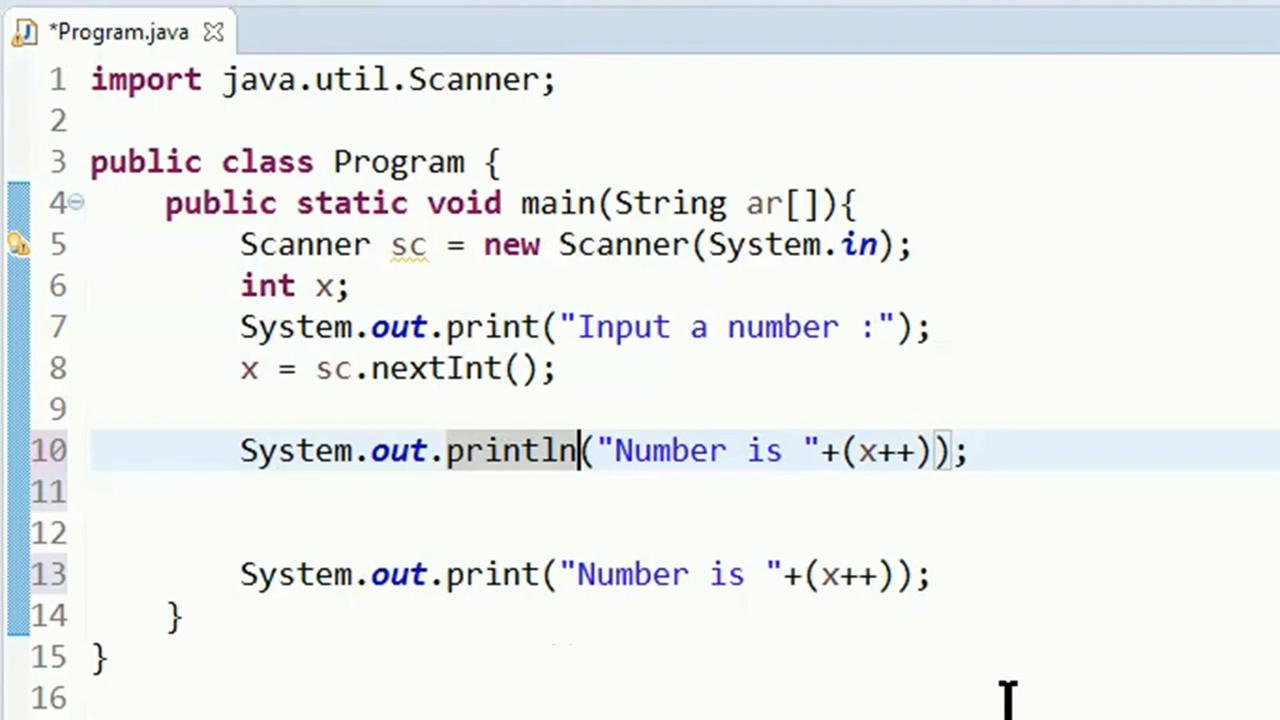 *Program.java
1 import java.util.Scanner;
2
3 public class Program {
4 public static void main(String ar[]){
5 Scanner sc = new Scanner(System.in);
6 int x;
7 System.out.print("Input a number :");
8 x = sc.nextInt();
9
10 System.out.println("Number is "+(x++));
11
12
13 System.out.print("Number is "+(x++));
14 }
15 }
16